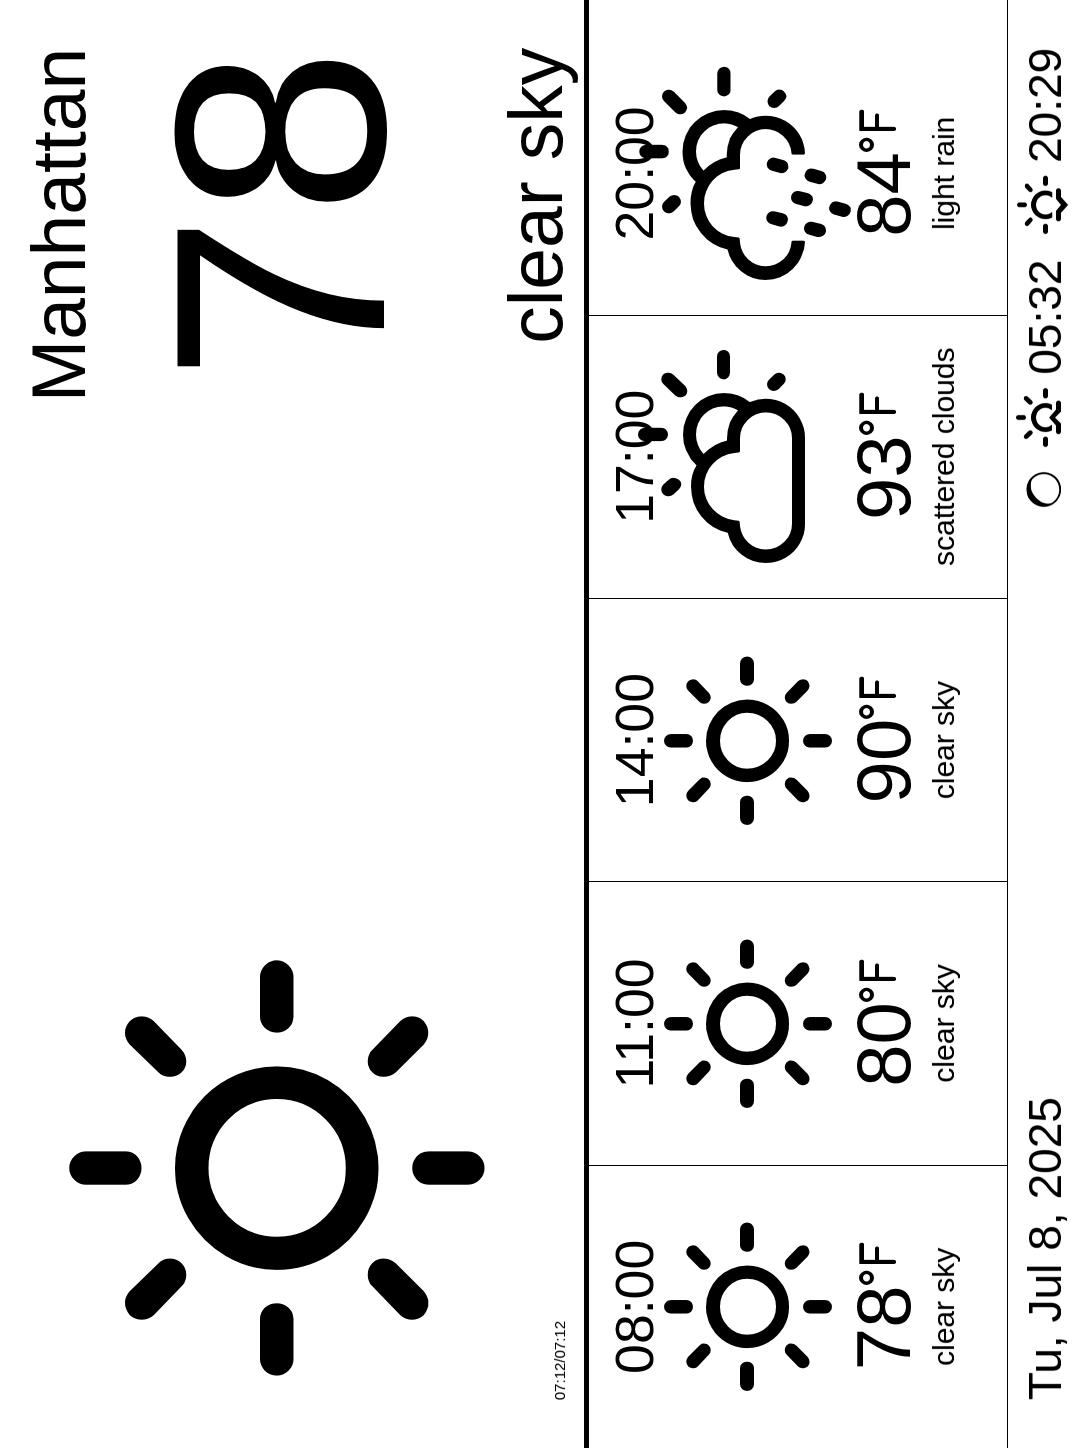 Manhattan
78
clear sky
07:12/07:12
08:00
78°F
clear sky
11:00
80°F
clear sky
14:00
90°F
clear sky
17:00
93°F
scattered clouds
20:00
84°F
light rain
Tu, Jul 8, 2025
05:32
20:29